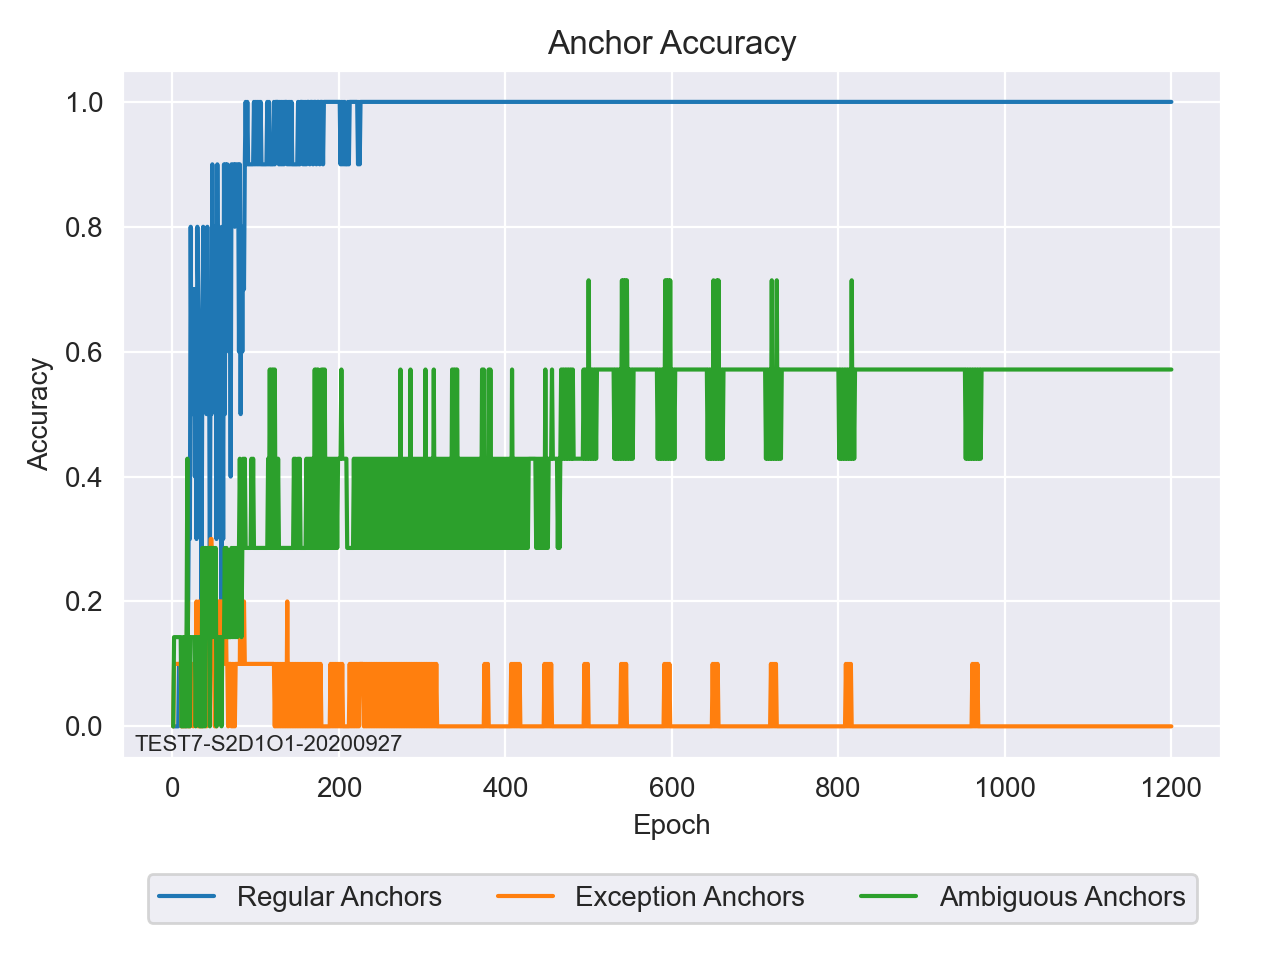 Anchor Accuracy
1.0
0.8
0.6
0.4
0.2
0.0
Accuracy
TEST7-S2D1O1-20200927
0 200 400 600 800 1000 1200
Epoch
Regular Anchors Exception Anchors Ambiguous Anchors